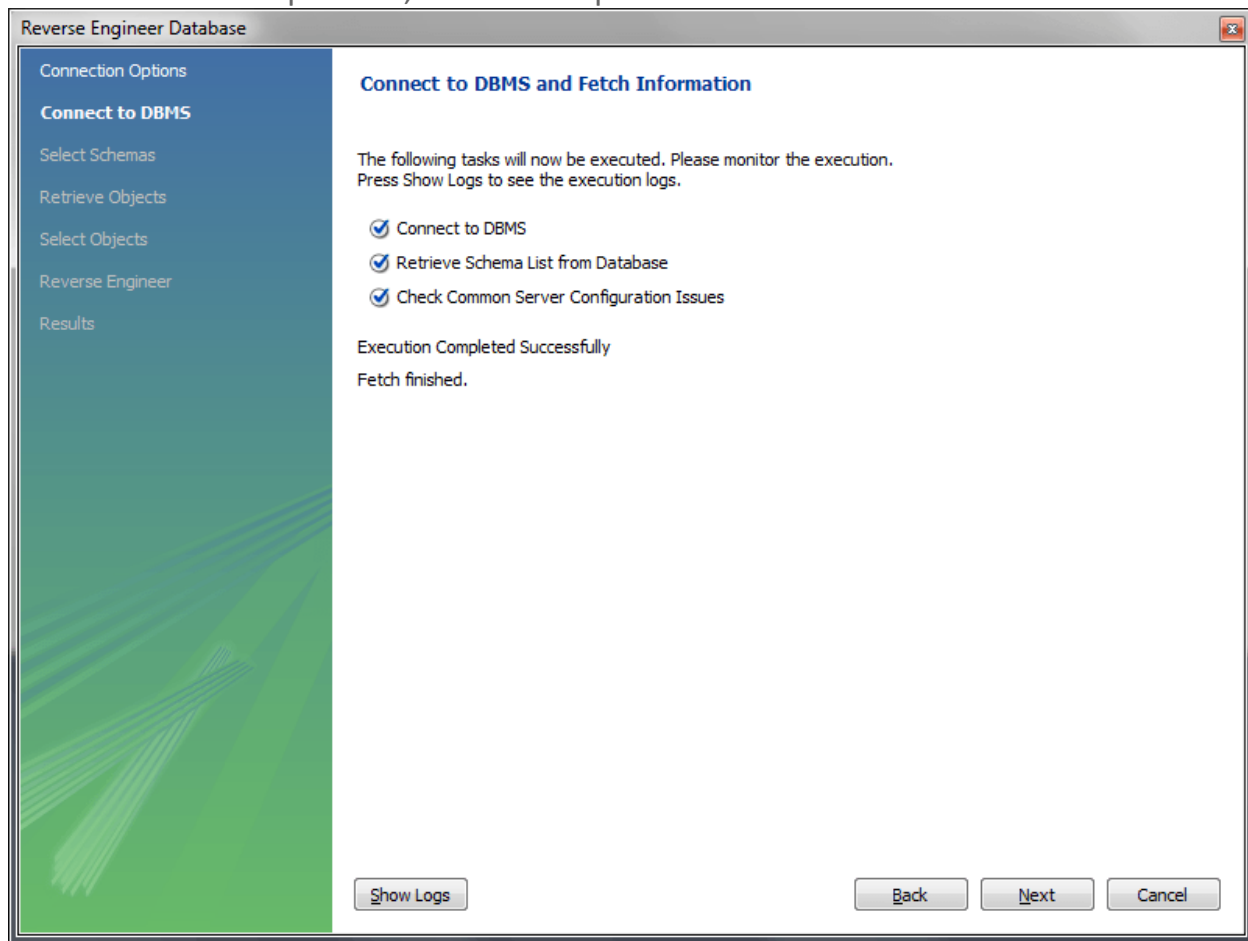 Reverse Engineer Database
Connection Options
Connect to DBMS
Select Schemas
Retrieve Objects
Select Objects
Reverse Engineer
Results
Connect to DBMS and Fetch Information
The following tasks will now be executed. Please monitor the execution.
Press Show Logs to see the execution logs.
Connect to DBMS
Retrieve Schema List from Database
Check Common Server Configuration Issues
Execution Completed Successfully
Fetch finished.
Show Logs
Back
Next
Cancel